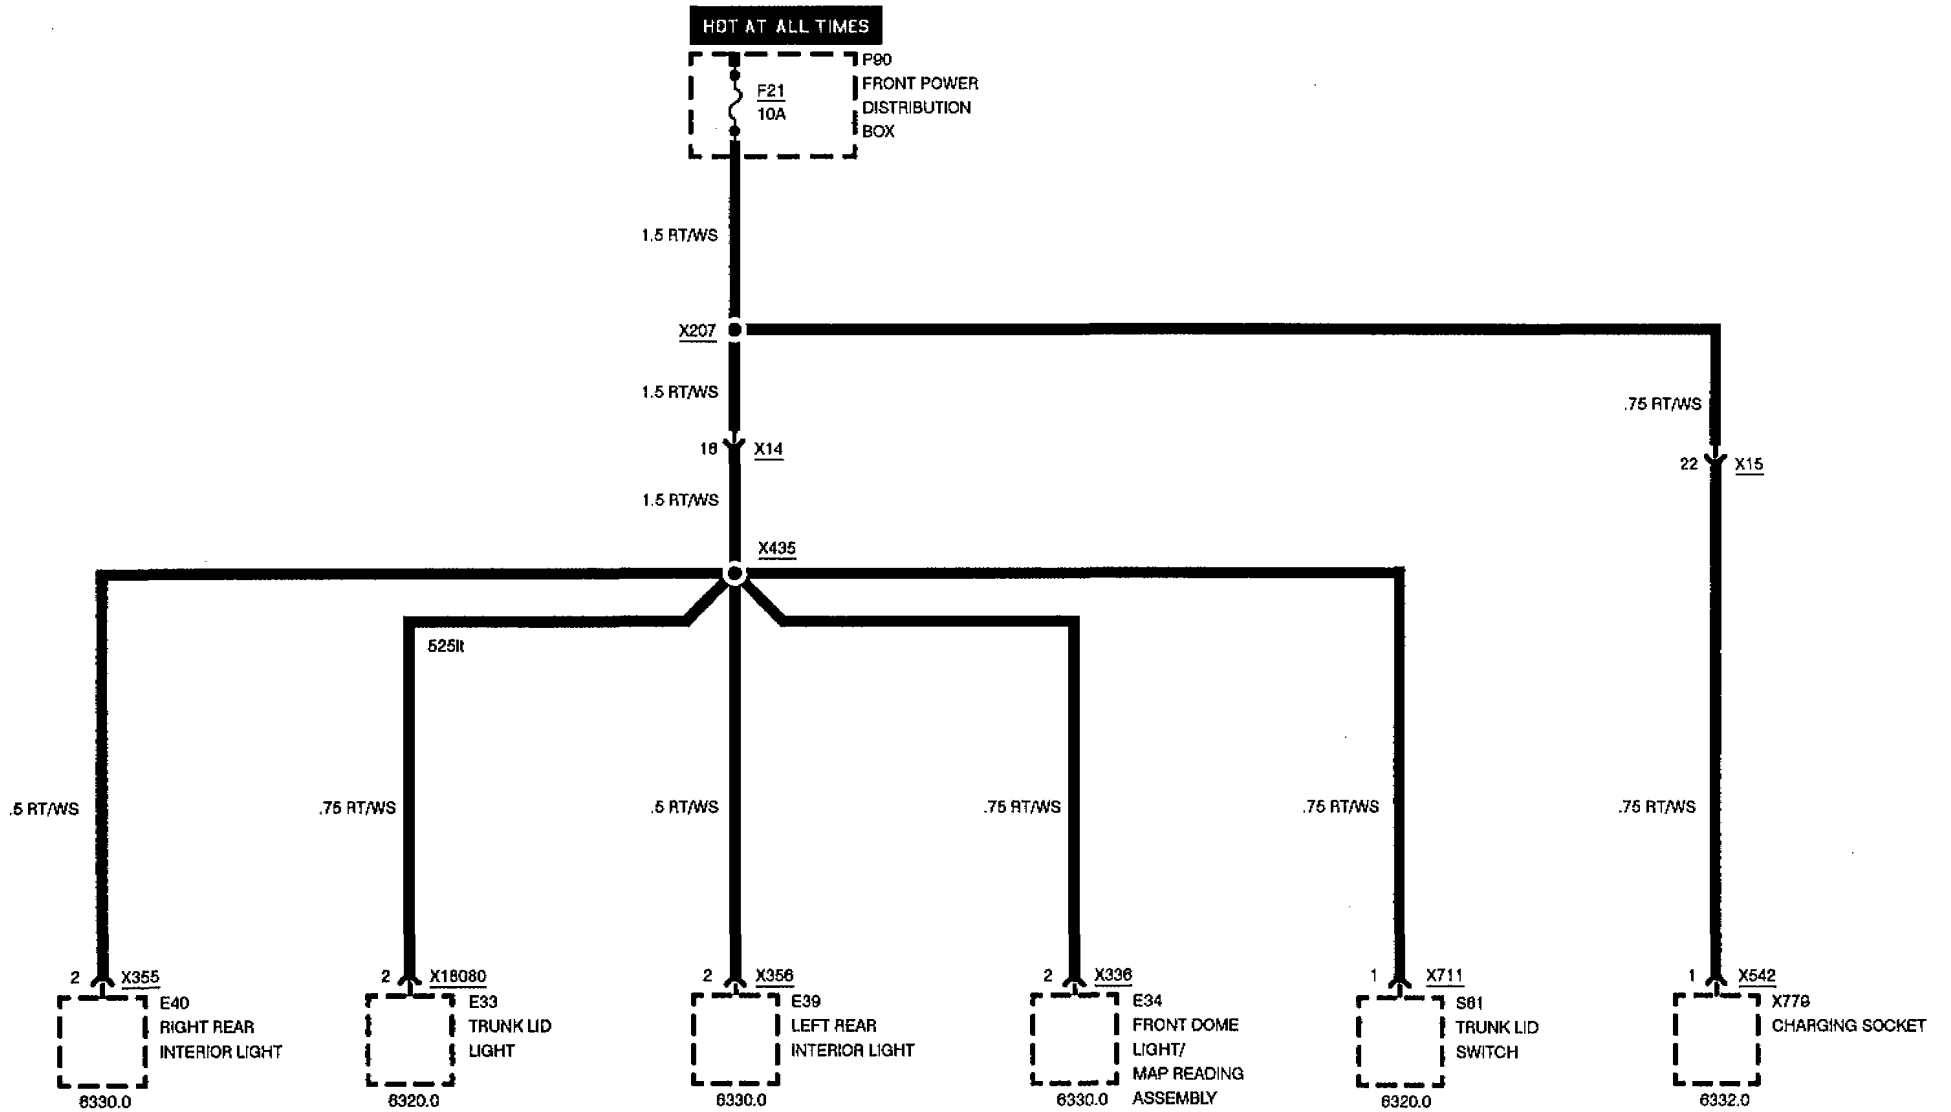 HOT AT ALL TIMES
P90
FRONT POWER
DISTRIBUTION
BOX
F21
10A
1.5 RT/WS
X207
1.5 RT/WS
.75 RT/WS
18 X14
22 X15
1.5 RT/WS
X435
525It
.5 RT/WS
.75 RT/WS
.5 RT/WS
.75 RT/WS
.75 RT/WS
.75 RT/WS
2 X355
E40
RIGHT REAR
INTERIOR LIGHT
6330.0
2 X18080
E33
TRUNK LID
LIGHT
6320.0
2 X356
E39
LEFT REAR
INTERIOR LIGHT
6330.0
2 X336
E34
FRONT DOME
LIGHT/
MAP READING
ASSEMBLY
6330.0
1 X711
S61
TRUNK LID
SWITCH
6320.0
1 X542
X779
CHARGING SOCKET
6332.0